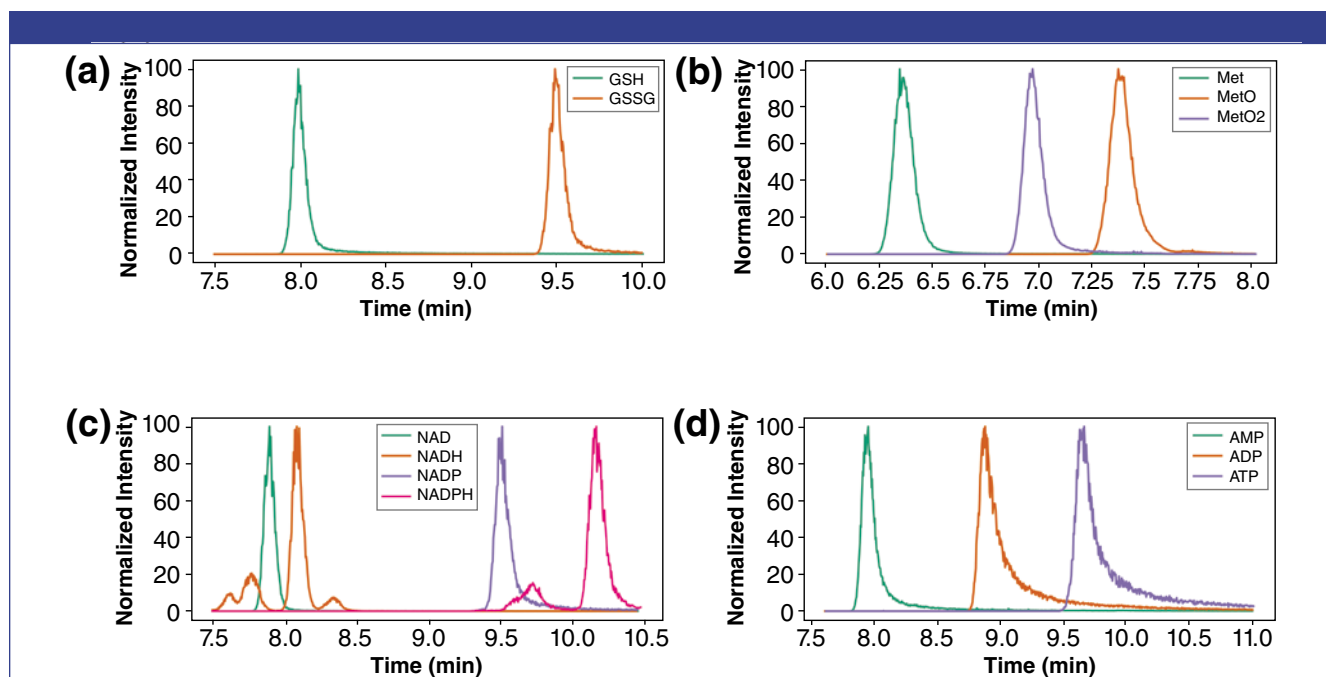 (a)
Normalized Intensity
100
80
60
40
20
0
GSH
GSSG
7.5 8.0 8.5 9.0 9.5 10.0
Time (min)
(b)
Normalized Intensity
100
80
60
40
20
0
Met
MetO
MetO2
6.0 6.25 6.5 6.75 7.0 7.25 7.5 7.75 8.0
Time (min)
(c)
Normalized Intensity
100
80
60
40
20
0
NAD
NADH
NADP
NADPH
7.5 8.0 8.5 9.0 9.5 10.0 10.5
Time (min)
(d)
Normalized Intensity
100
80
60
40
20
0
AMP
ADP
ATP
7.5 8.0 8.5 9.0 9.5 10.0 10.5 11.0
Time (min)